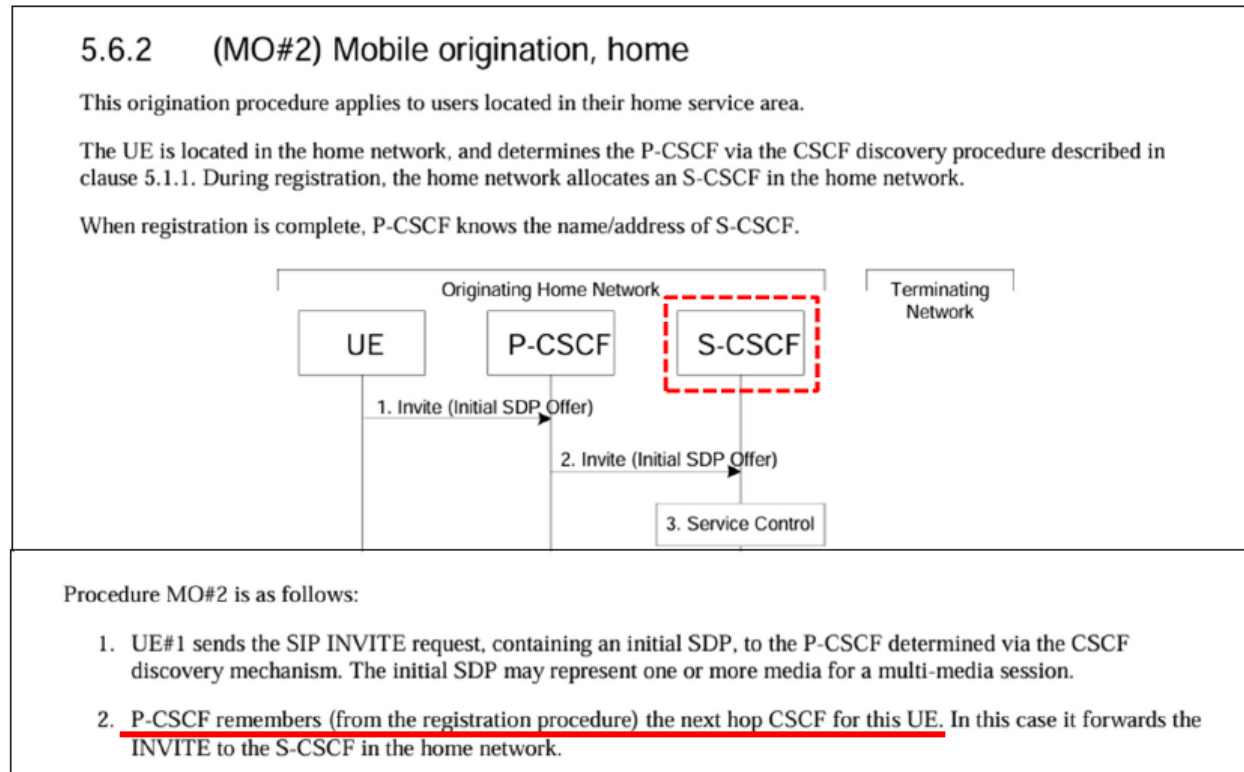 5.6.2 (MO#2) Mobile origination, home
This origination procedure applies to users located in their home service area.
The UE is located in the home network, and determines the P-CSCF via the CSCF discovery procedure described in
clause 5.1.1. During registration, the home network allocates an S-CSCF in the home network.
When registration is complete, P-CSCF knows the name/address of S-CSCF.
Originating Home Network
Terminating
Network
UE
P-CSCF
S-CSCF
1. Invite (Initial SDP Offer)
2. Invite (Initial SDP Offer)
3. Service Control
Procedure MO#2 is as follows:
1. UE#1 sends the SIP INVITE request, containing an initial SDP, to the P-CSCF determined via the CSCF
discovery mechanism. The initial SDP may represent one or more media for a multi-media session.
2. P-CSCF remembers (from the registration procedure) the next hop CSCF for this UE. In this case it forwards the
INVITE to the S-CSCF in the home network.